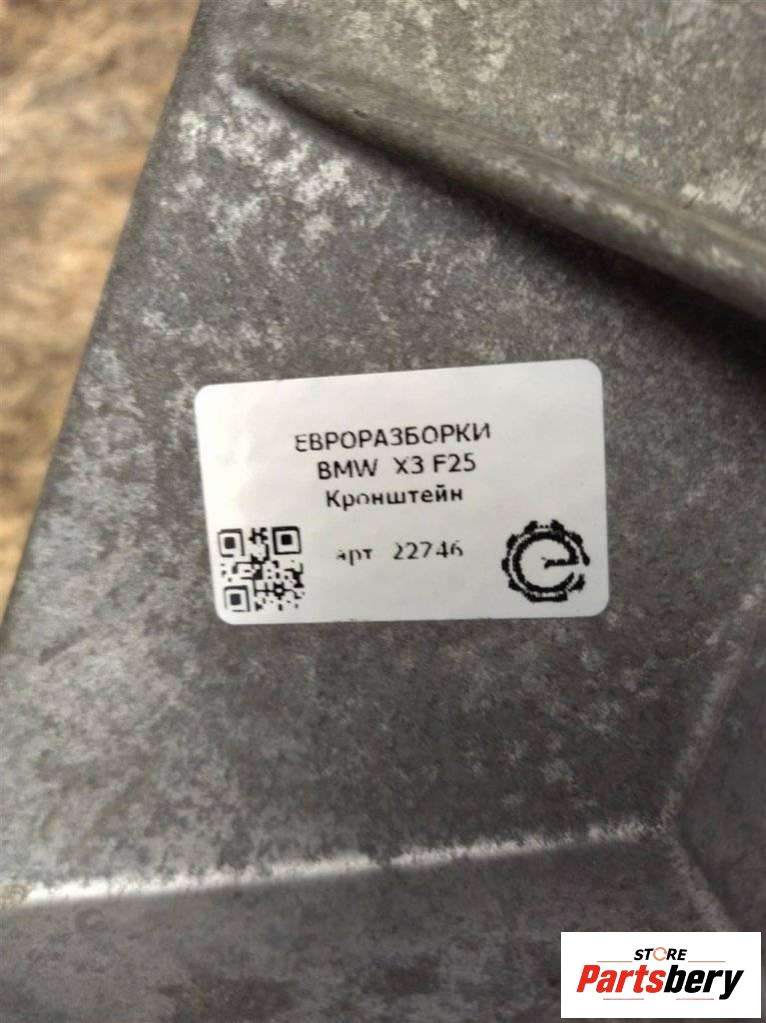 ЕВРОРАЗБОРКИ
BMW X3 F25
Кронштейн
арт 22746
STORE
Partsbery